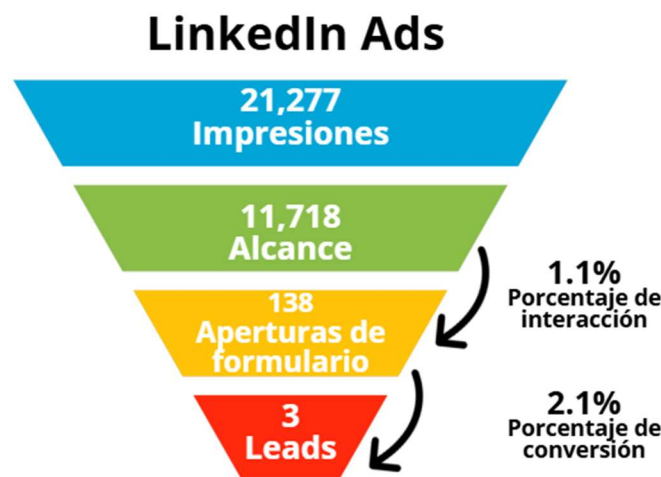 LinkedIn Ads
21,277
Impresiones
11,718
Alcance
1.1%
Porcentaje de
interacción
138
Aperturas de
formulario
2.1%
Porcentaje de
conversión
3
Leads